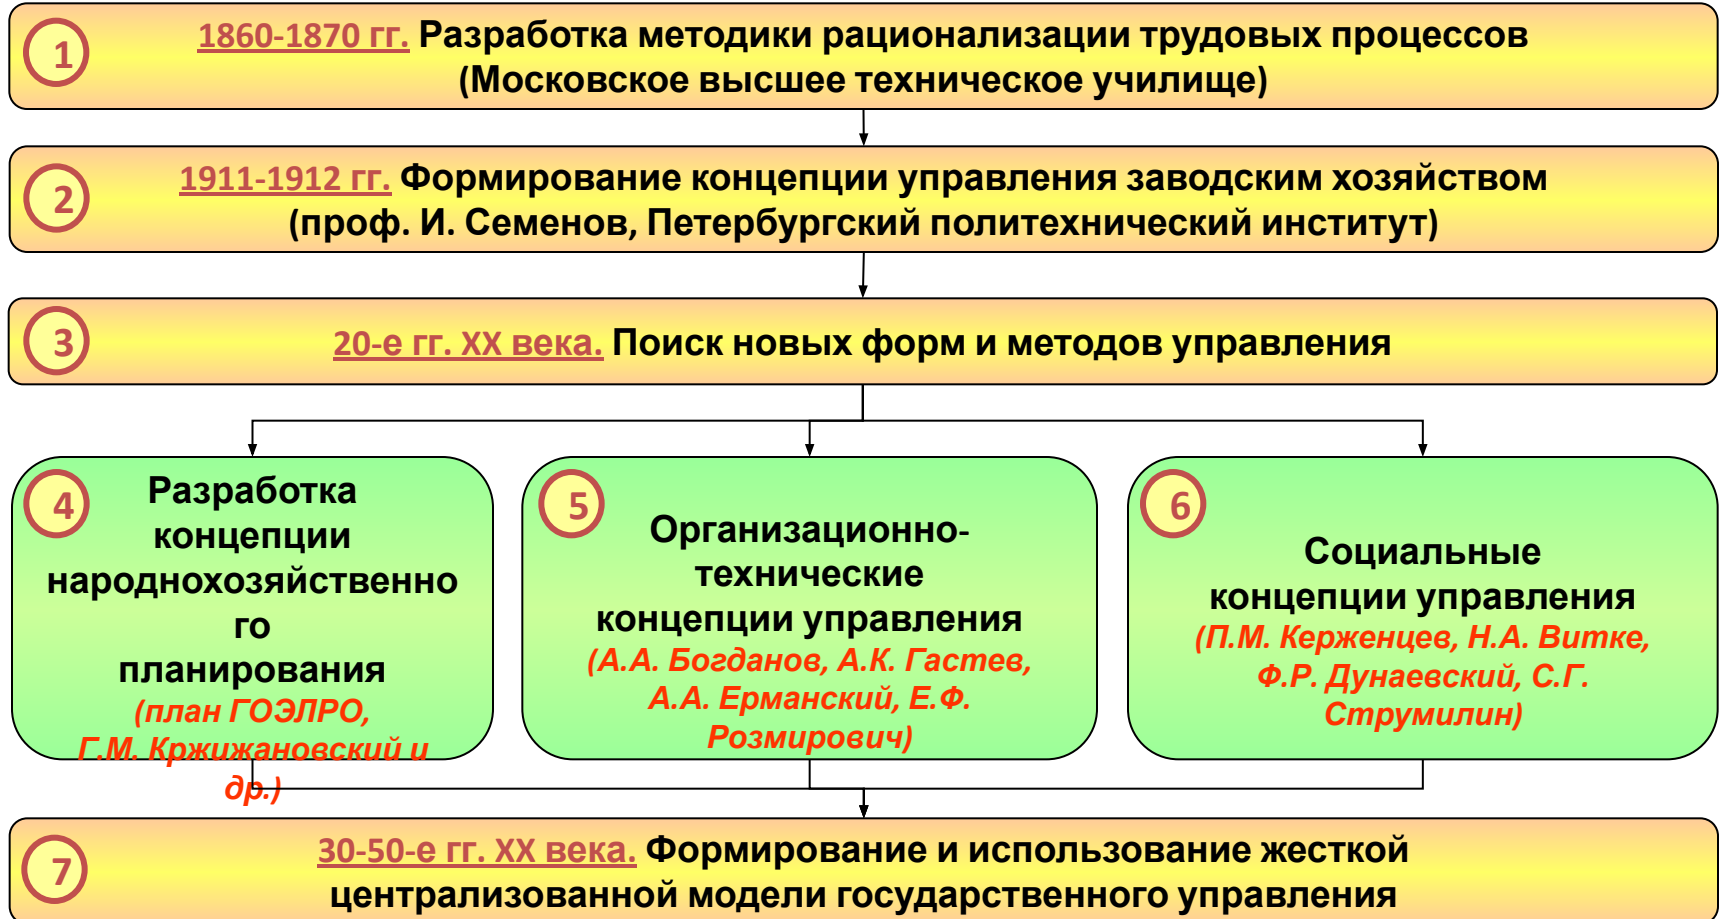 1
1860-1870 гг. Разработка методики рационализации трудовых процессов
(Московское высшее техническое училище)
2
1911-1912 гг. Формирование концепции управления заводским хозяйством
(проф. И. Семенов, Петербургский политехнический институт)
3
20-е гг. XX века. Поиск новых форм и методов управления
4
Разработка
концепции
народнохозяйственно
го
планирования
(план ГОЭЛРО,
Г.М. Кржижановский и
др.)
5
Организационно-
технические
концепции управления
(А.А. Богданов, А.К. Гастев,
А.А. Ерманский, Е.Ф.
Розмирович)
6
Социальные
концепции управления
(П.М. Керженцев, Н.А. Витке,
Ф.Р. Дунаевский, С.Г.
Струмилин)
7
30-50-е гг. XX века. Формирование и использование жесткой
централизованной модели государственного управления